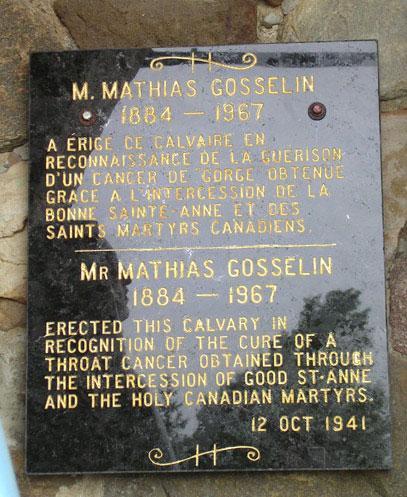 M. MATHIAS GOSSELIN
1884 — 1967
A ÉRIGÉ CE CALVAIRE EN
RECONNAISSANCE DE LA GUÉRISON
D'UN CANCER DE GORGE OBTENUE
GRACE A L'INTERCESSION DE LA
BONNE SAINTE-ANNE ET DES
SAINTS MARTYRS CANADIENS.
MR MATHIAS GOSSELIN
1884 — 1967
ERECTED THIS CALVARY IN
RECOGNITION OF THE CURE OF A
THROAT CANCER OBTAINED THROUGH
THE INTERCESSION OF GOOD ST-ANNE
AND THE HOLY CANADIAN MARTYRS.
12 OCT 1941